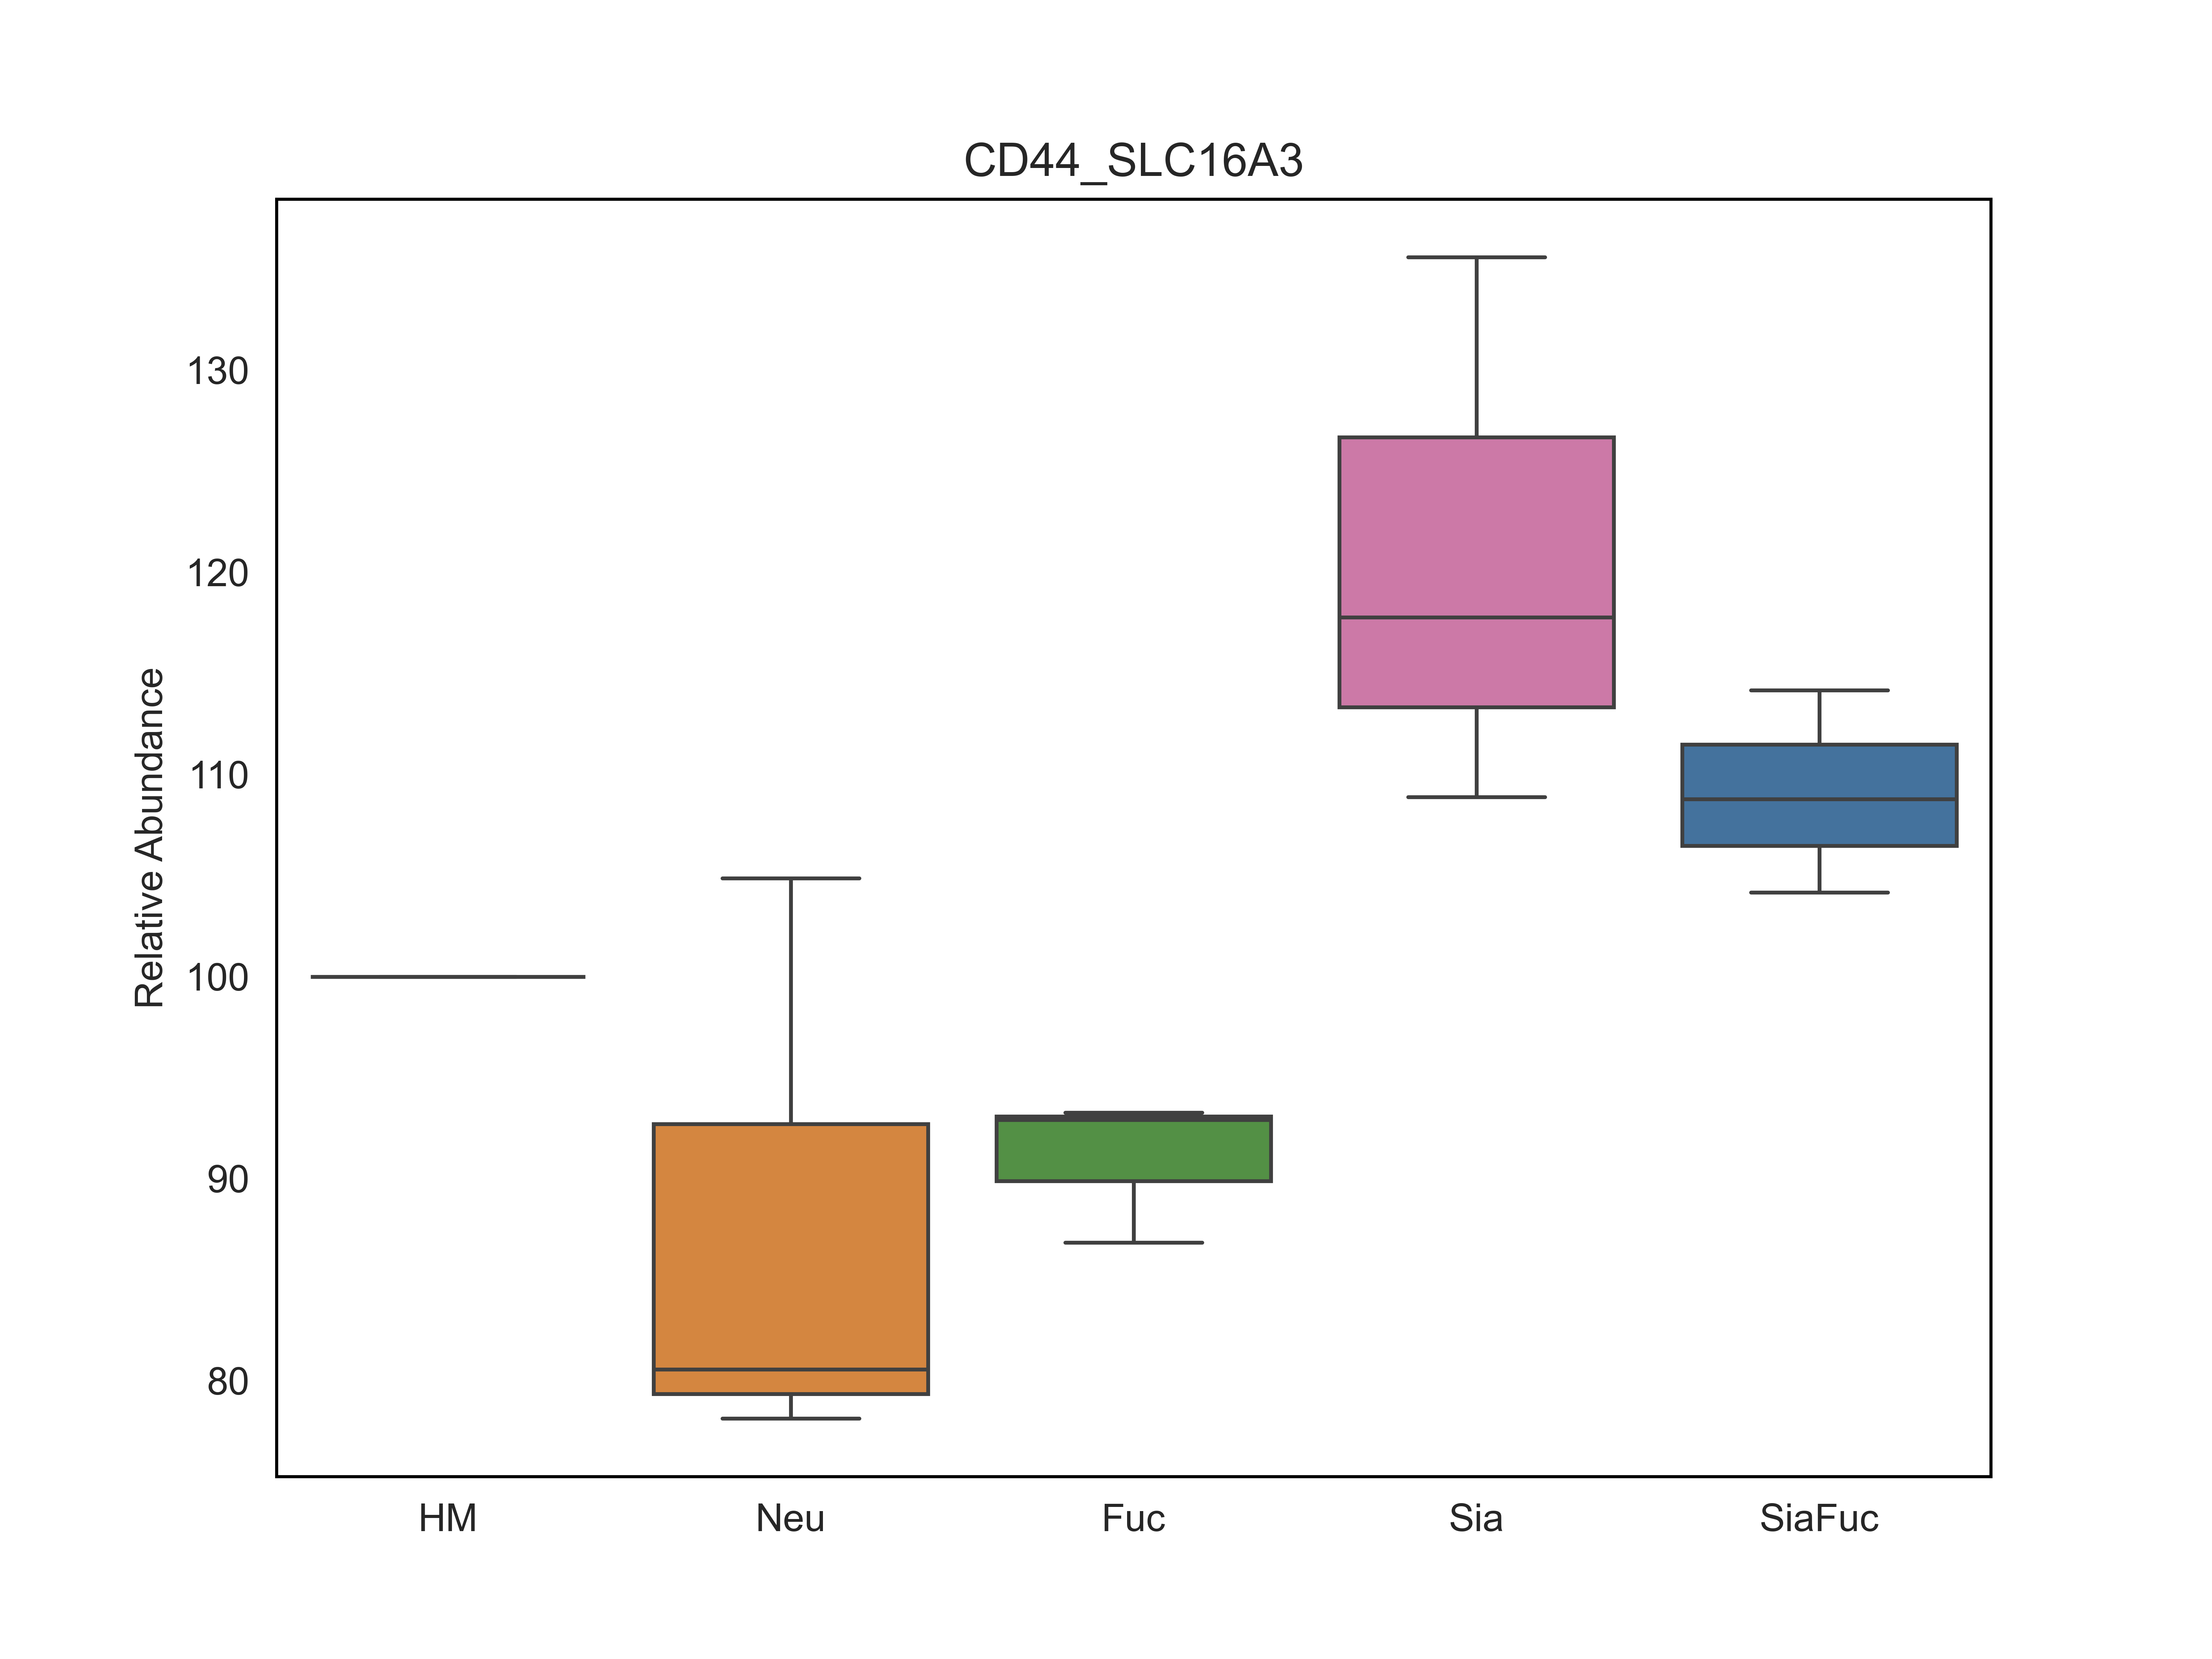 CD44_SLC16A3
130
120
110
100
90
80
Relative Abundance
HM
Neu
Fuc
Sia
SiaFuc